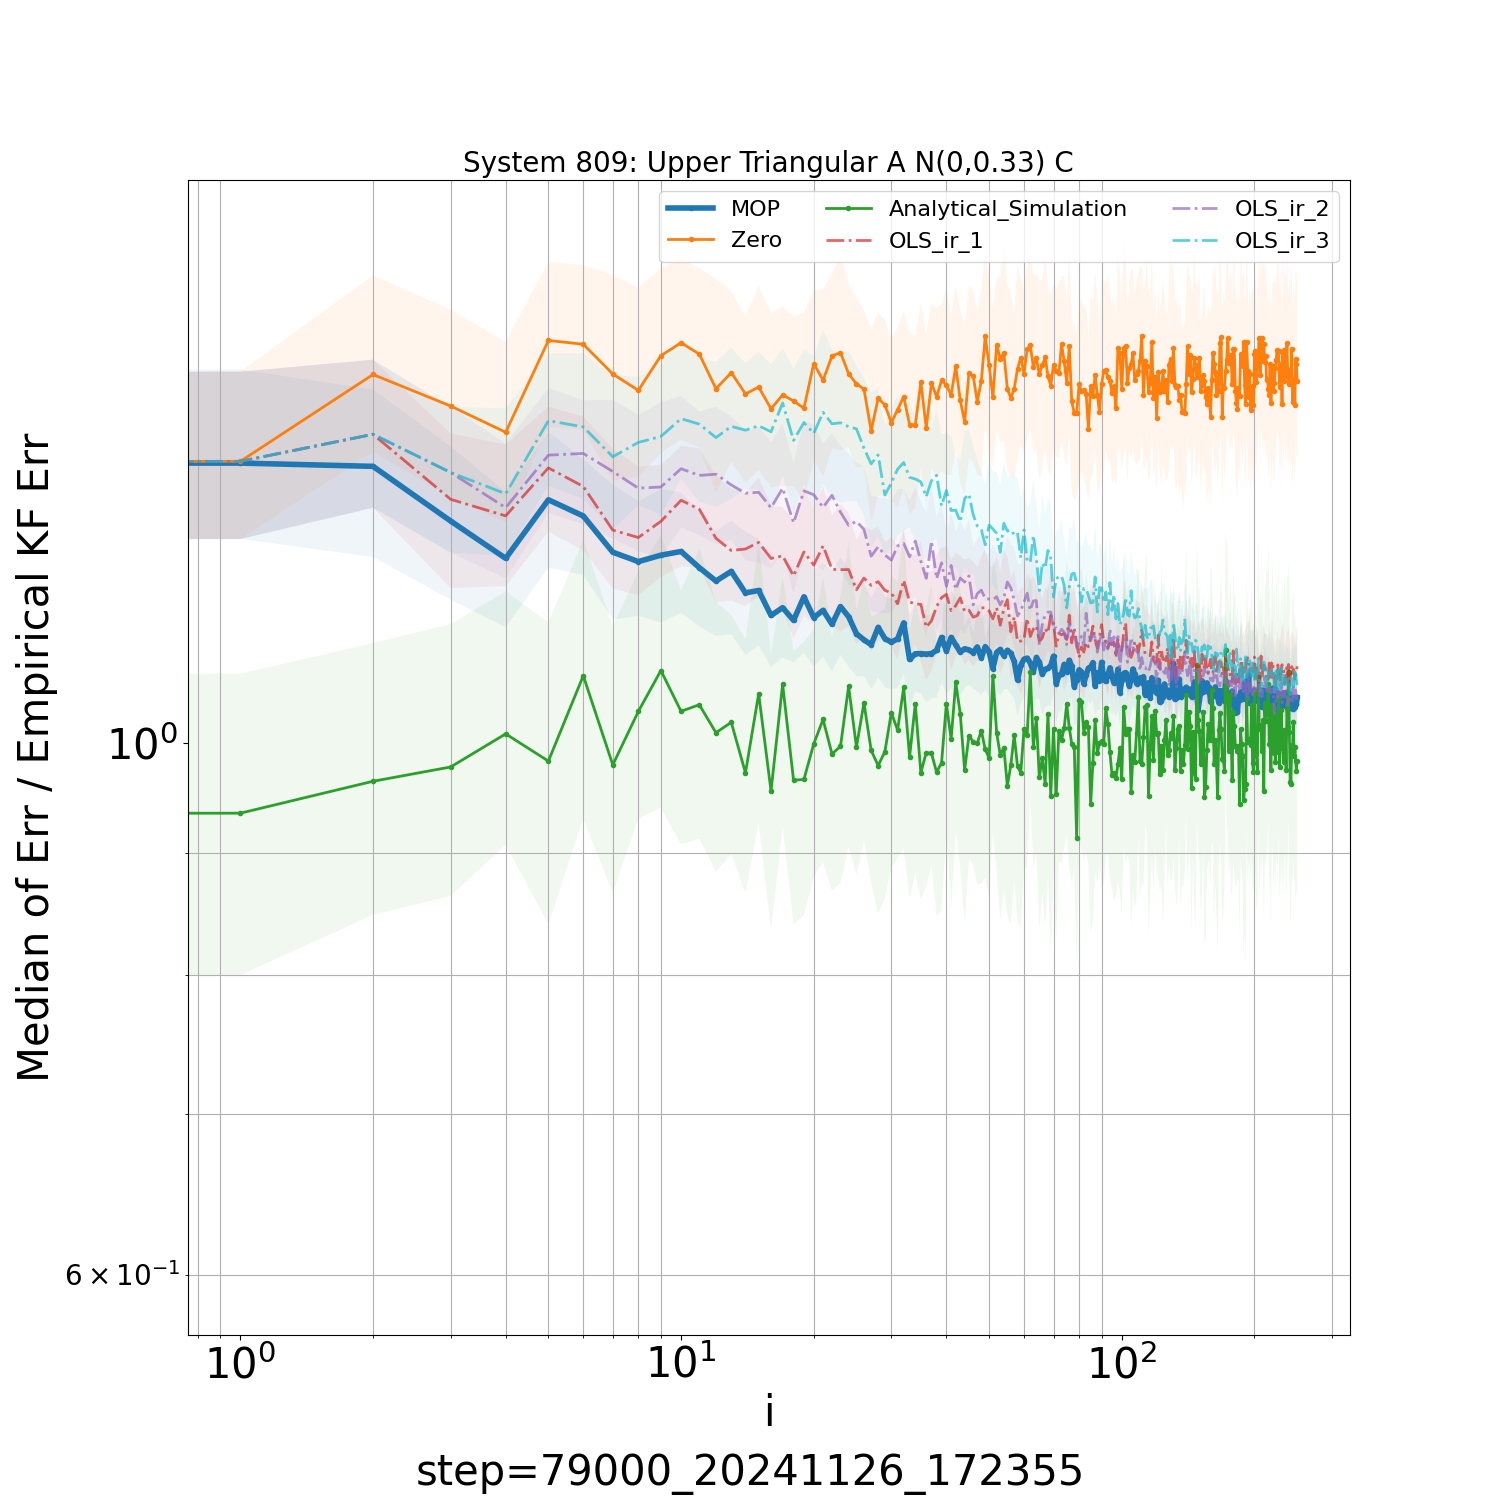 System 809: Upper Triangular A N(0,0.33) C
MOP
Zero
Analytical_Simulation
OLS_ir_1
OLS_ir_2
OLS_ir_3
Median of Err / Empirical KF Err
10⁰
6 × 10⁻¹
10⁰
10¹
10²
i
step=79000_20241126_172355